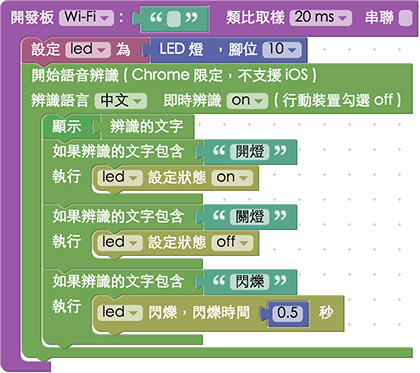 開發板 Wi-Fi ： “ ” 類比取樣 20 ms 串聯
設定 led 為 LED 燈 ，腳位 10
開始語音辨識 ( Chrome 限定，不支援 iOS )
辨識語言 中文 即時辨識 on ( 行動裝置勾選 off )
顯示 辨識的文字
如果辨識的文字包含 “ 開燈 ”
執行 led 設定狀態 on
如果辨識的文字包含 “ 關燈 ”
執行 led 設定狀態 off
如果辨識的文字包含 “ 閃爍 ”
執行 led 閃爍，閃爍時間 0.5 秒